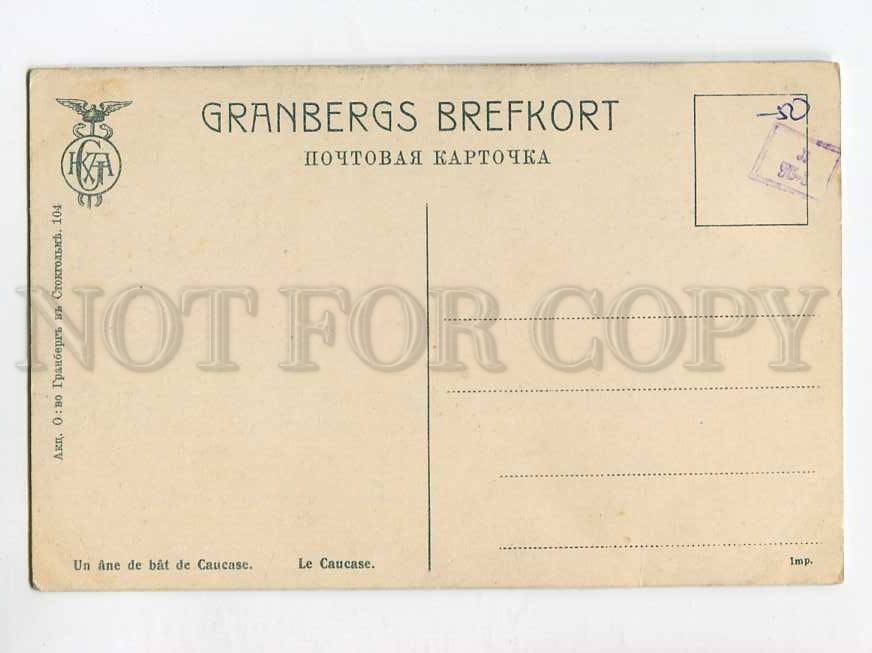 GRANBERGS BREFKORT
ПОЧТОВАЯ КАРТОЧКА
50
Акц. О:во Гранбергъ въ Стокгольмѣ. 104
NOT FOR COPY
Un âne de bât de Caucase. Le Caucase.
Imp.